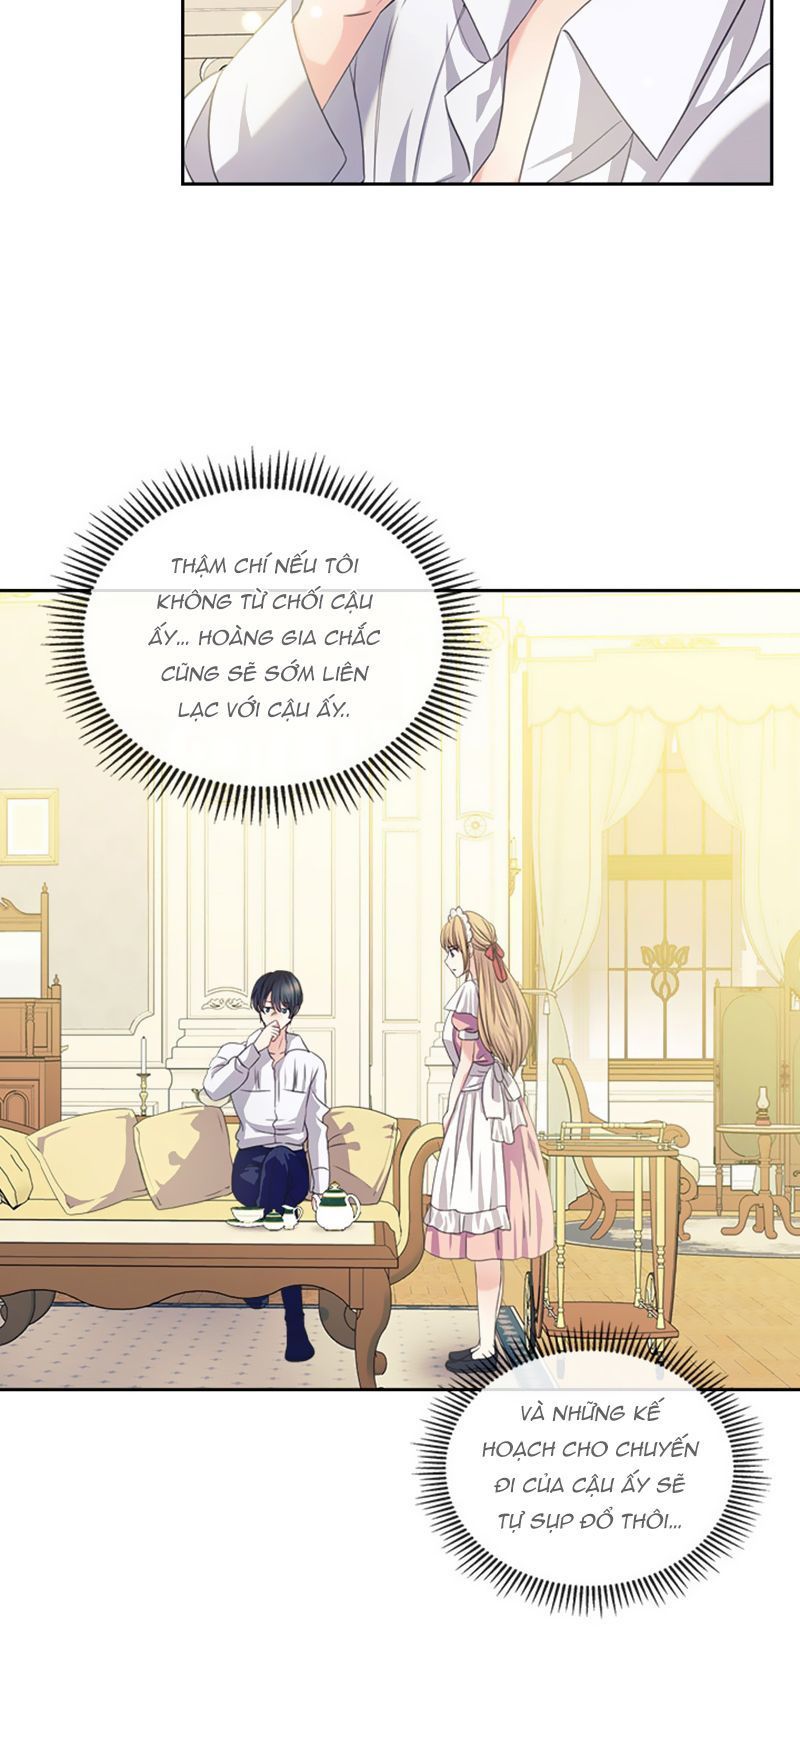 THẬM CHÍ NẾU TÔI
KHÔNG TỪ CHỐI CẬU
ẤY... HOÀNG GIA CHẮC
CŨNG SẼ SỚM LIÊN
LẠC VỚI CẬU ẤY..
VÀ NHỮNG KẾ
HOẠCH CHO CHUYẾN
ĐI CỦA CẬU ẤY SẼ
TỰ SỤP ĐỔ THÔI...